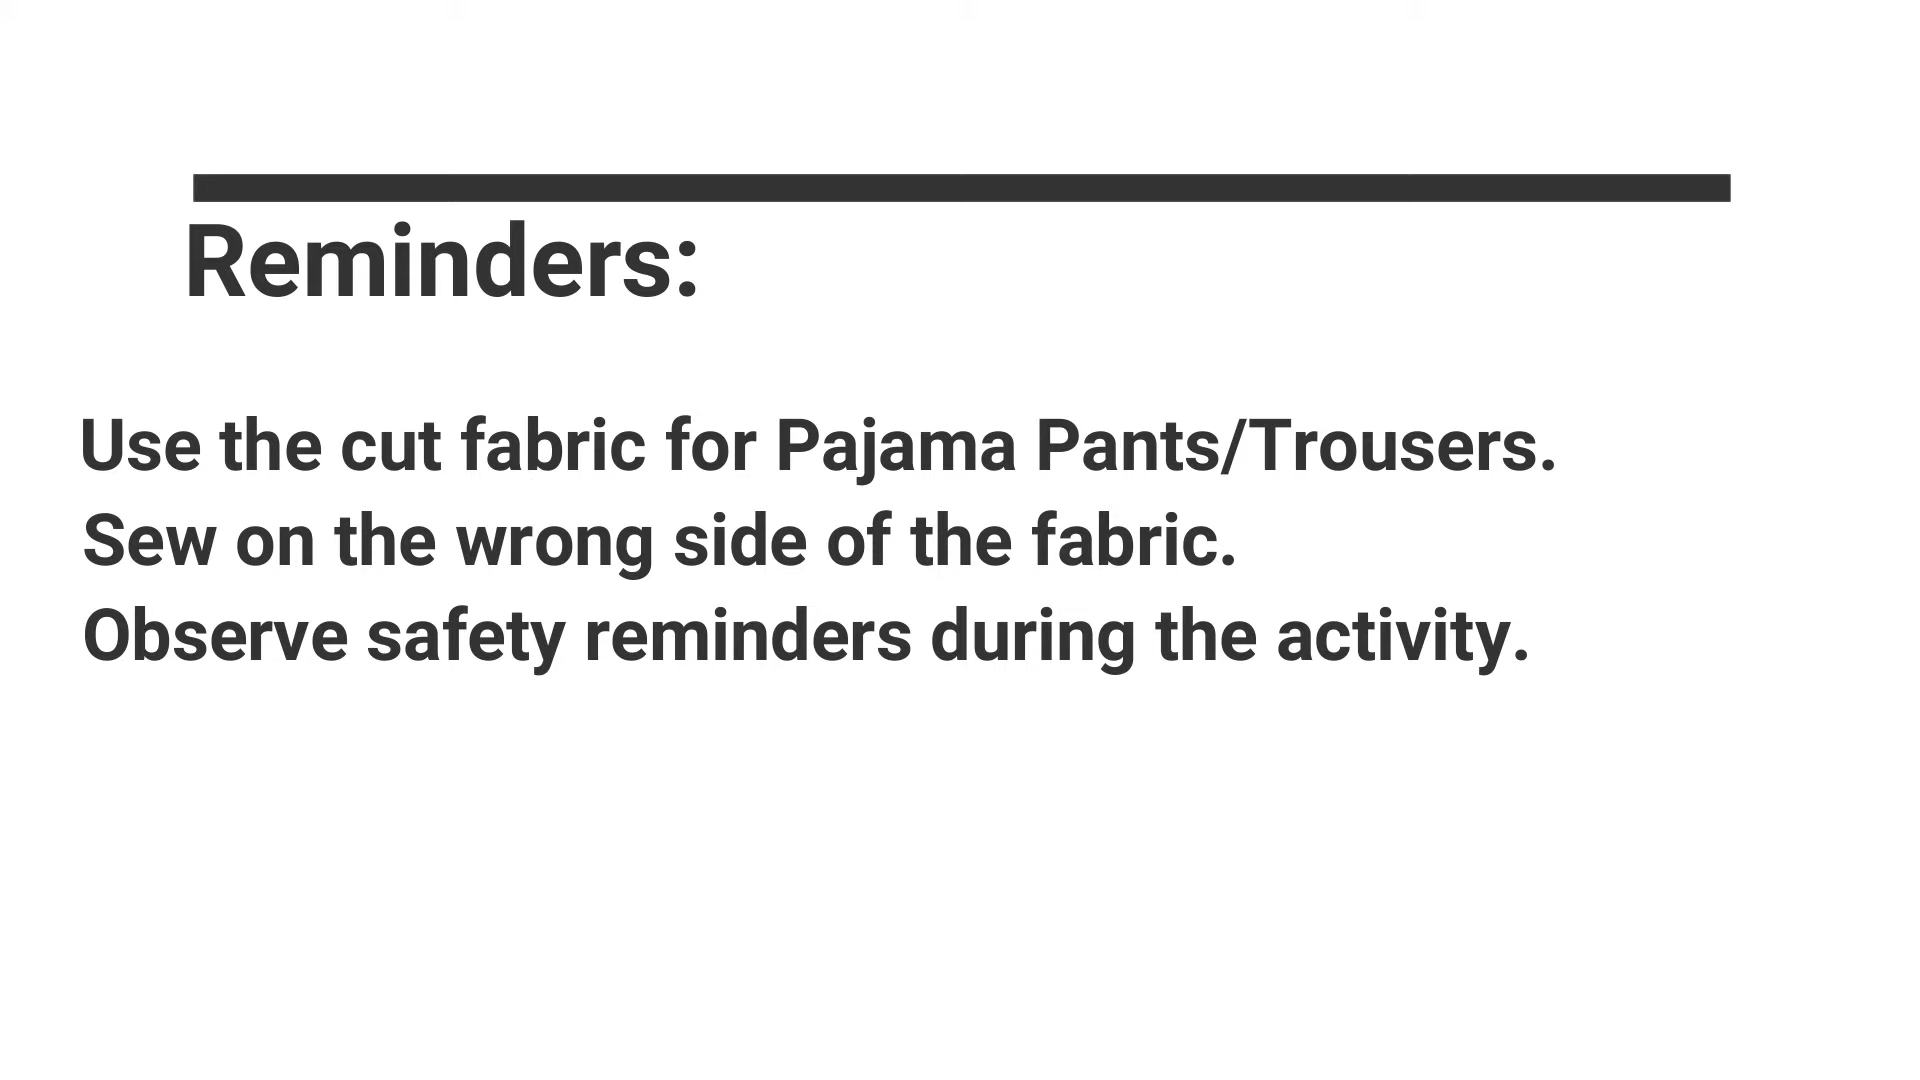 Reminders:
Use the cut fabric for Pajama Pants/Trousers.
Sew on the wrong side of the fabric.
Observe safety reminders during the activity.